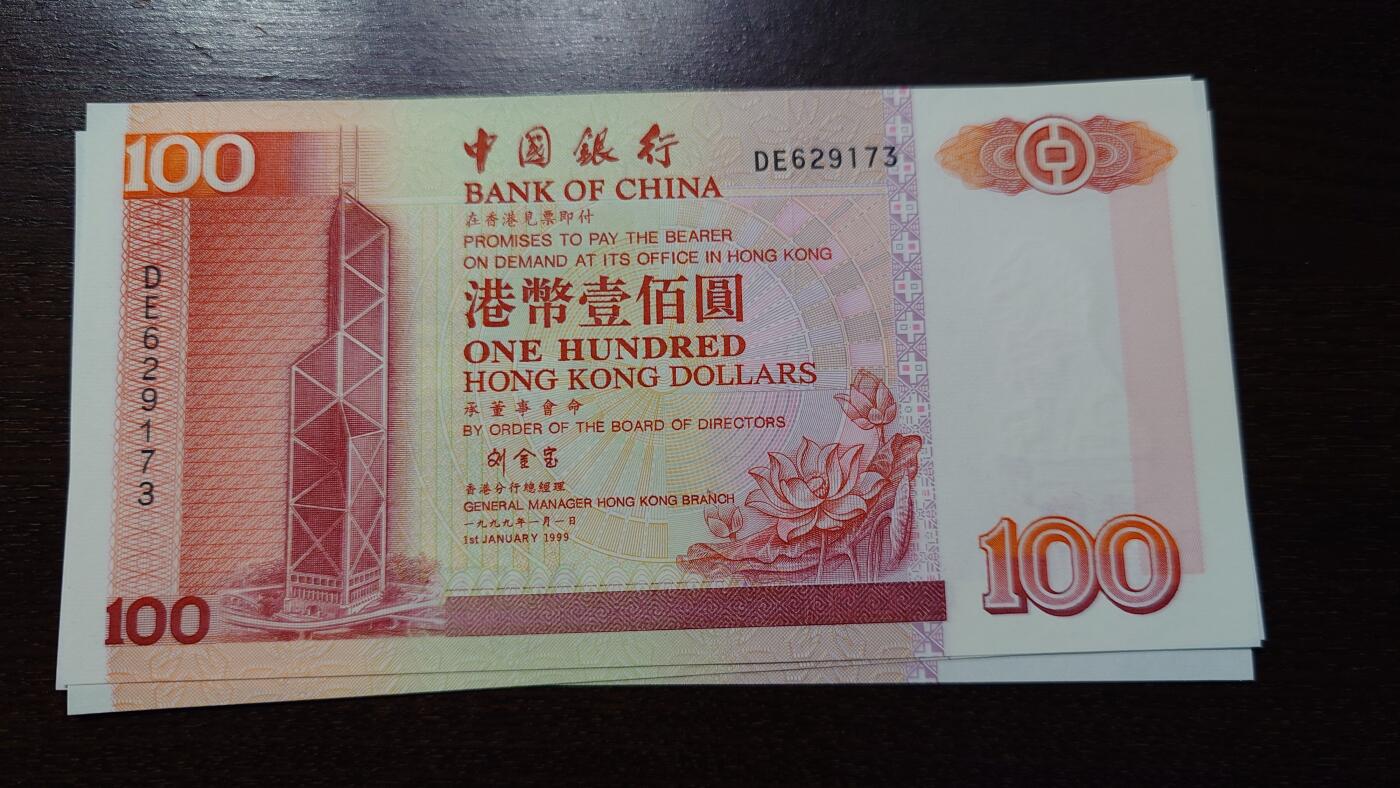 100
中國銀行
BANK OF CHINA
DE629173
在香港見票即付
PROMISES TO PAY THE BEARER
ON DEMAND AT ITS OFFICE IN HONG KONG
港幣壹佰圓
ONE HUNDRED
HONG KONG DOLLARS
承董事會命
BY ORDER OF THE BOARD OF DIRECTORS
刘金宝
香港分行總經理
GENERAL MANAGER HONG KONG BRANCH
一九九九年一月一日
1st JANUARY 1999
DE629173
100
100